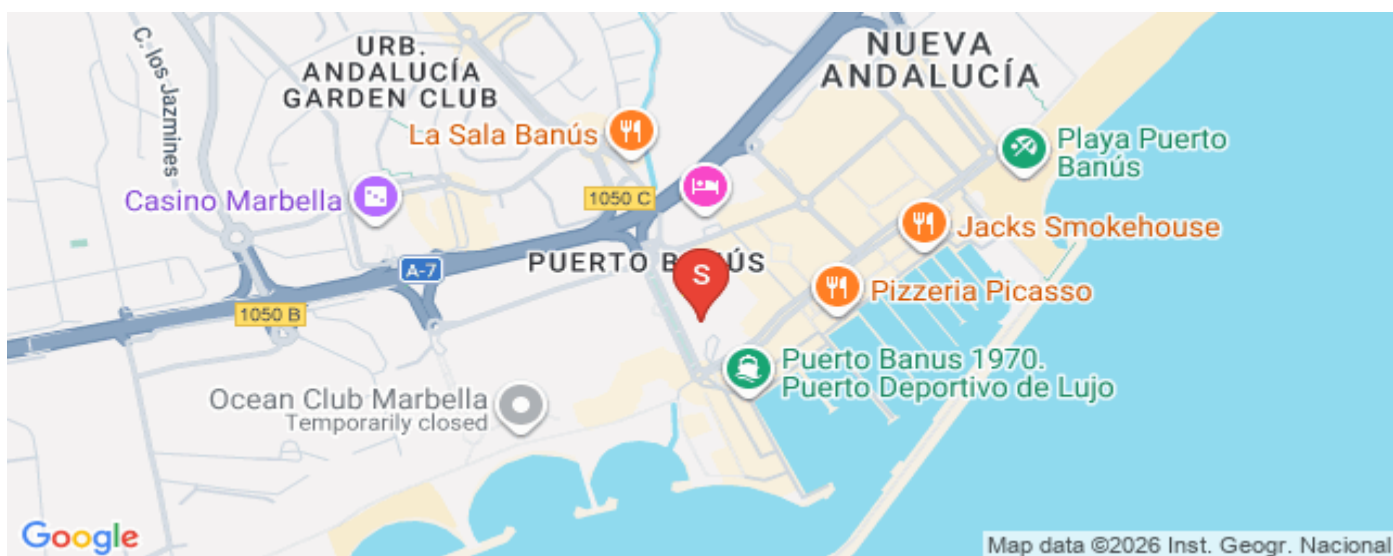 C. los Jazmines
URB.
ANDALUCÍA
GARDEN CLUB
NUEVA
ANDALUCÍA
La Sala Banús
Playa Puerto
Banús
1050 C
Casino Marbella
Jacks Smokehouse
PUERTO BANÚS
S
A-7
Pizzeria Picasso
1050 B
Puerto Banus 1970.
Puerto Deportivo de Lujo
Ocean Club Marbella
Temporarily closed
Google
Map data ©2026 Inst. Geogr. Nacional